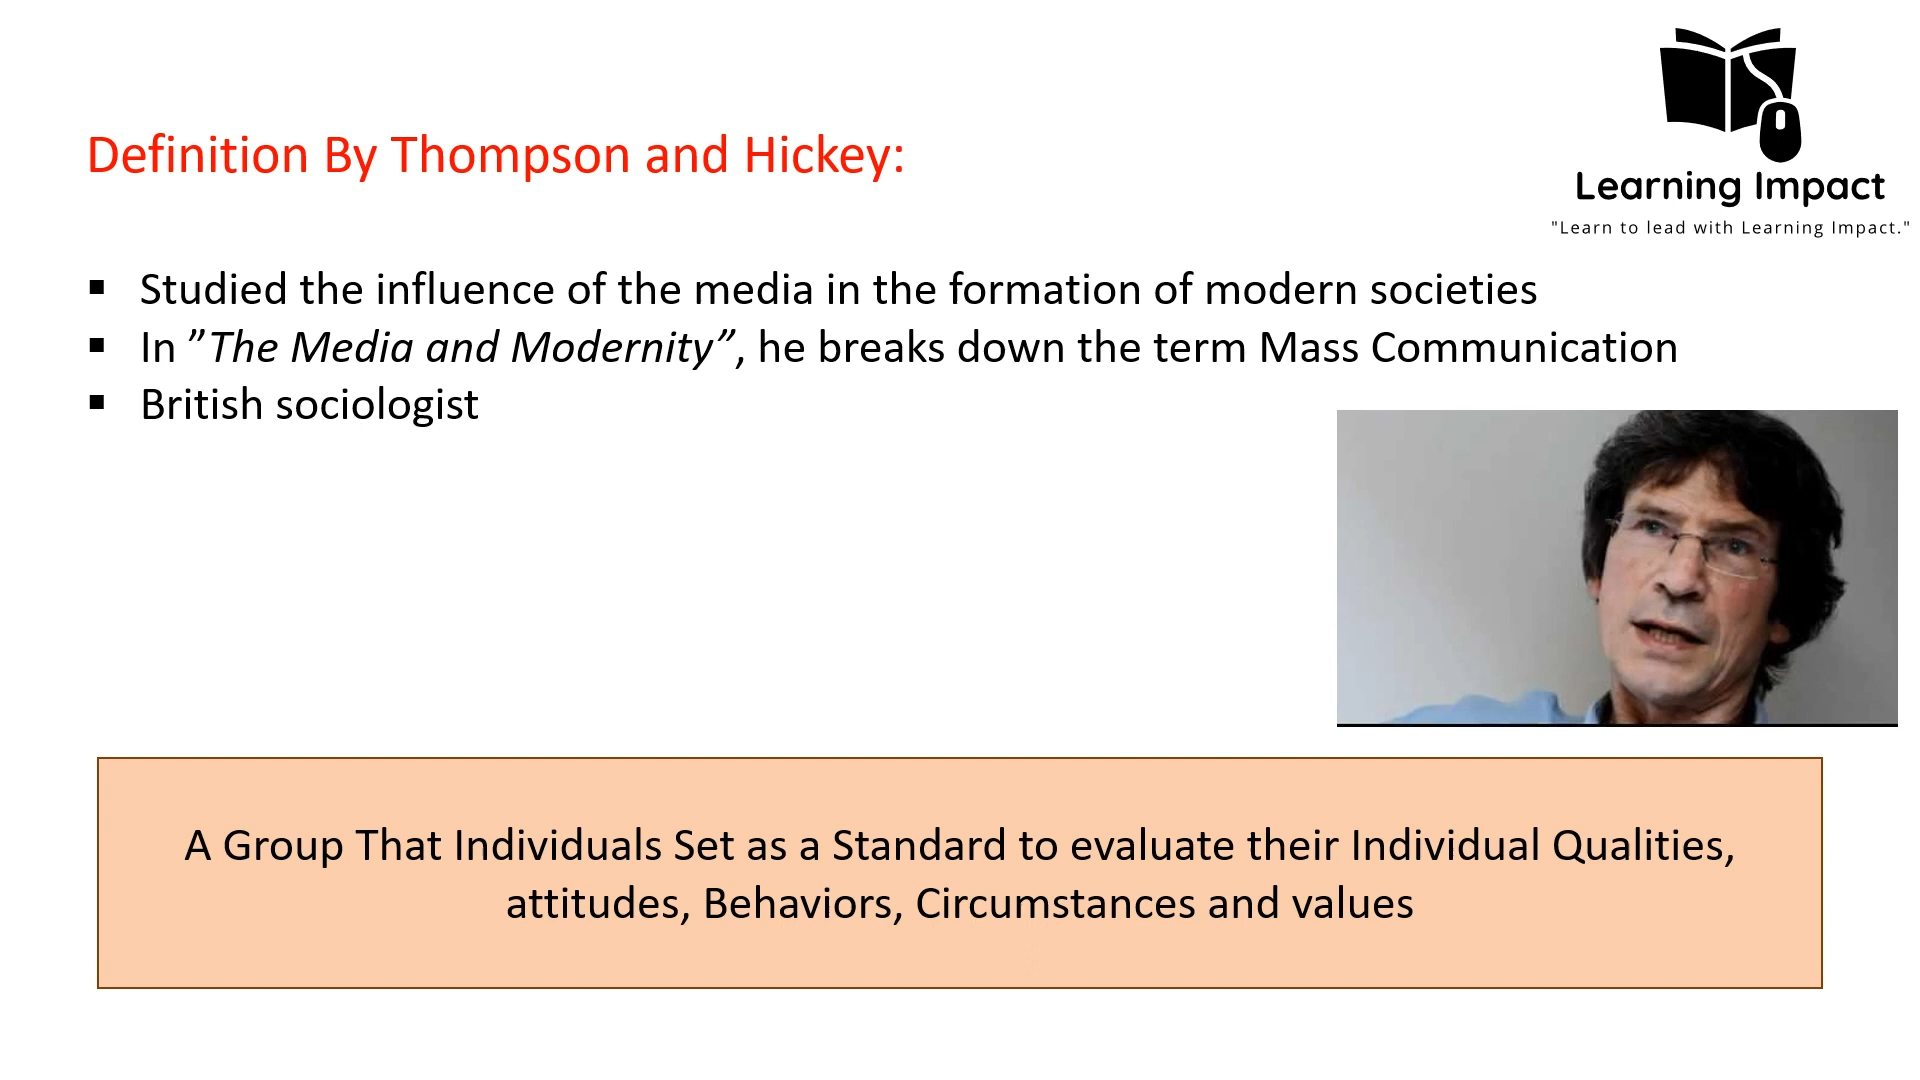 Learning Impact
"Learn to lead with Learning Impact."
Definition By Thompson and Hickey:
▪ Studied the influence of the media in the formation of modern societies
▪ In ”The Media and Modernity”, he breaks down the term Mass Communication
▪ British sociologist
A Group That Individuals Set as a Standard to evaluate their Individual Qualities,
attitudes, Behaviors, Circumstances and values